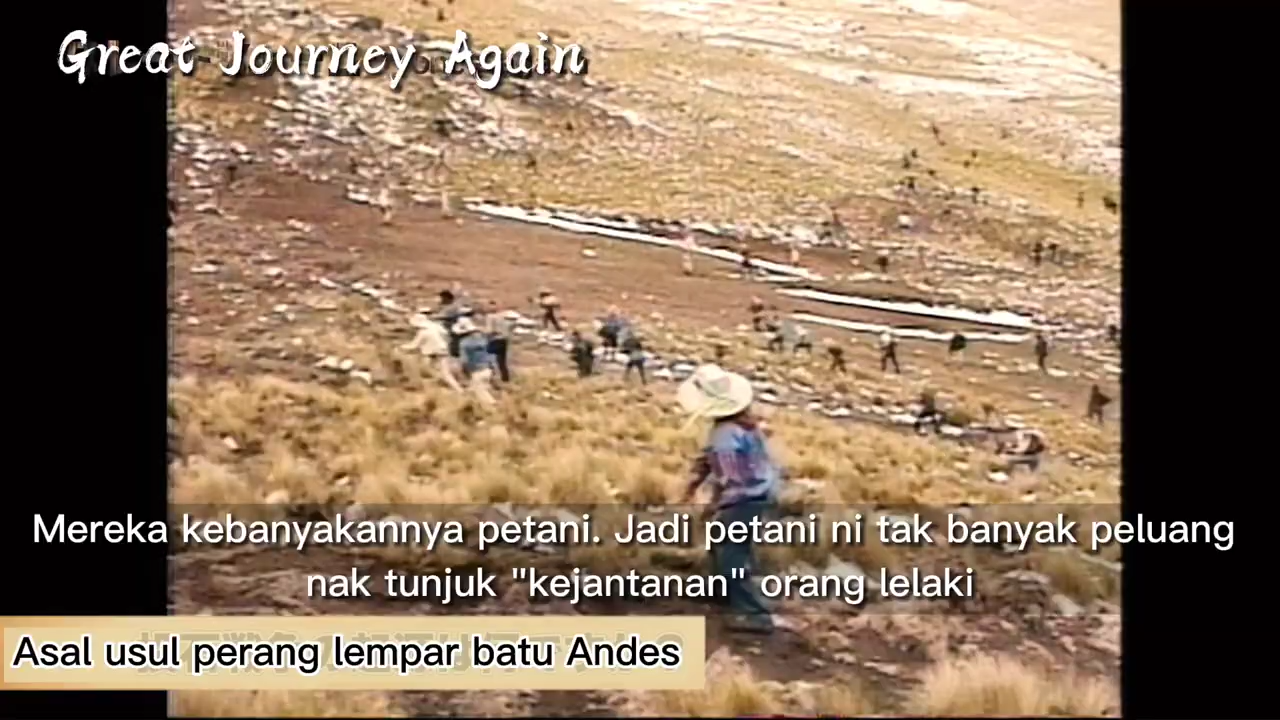 Great Journey Again
Mereka kebanyakannya petani. Jadi petani ni tak banyak peluang
nak tunjuk "kejantanan" orang lelaki
Asal usul perang lempar batu Andes